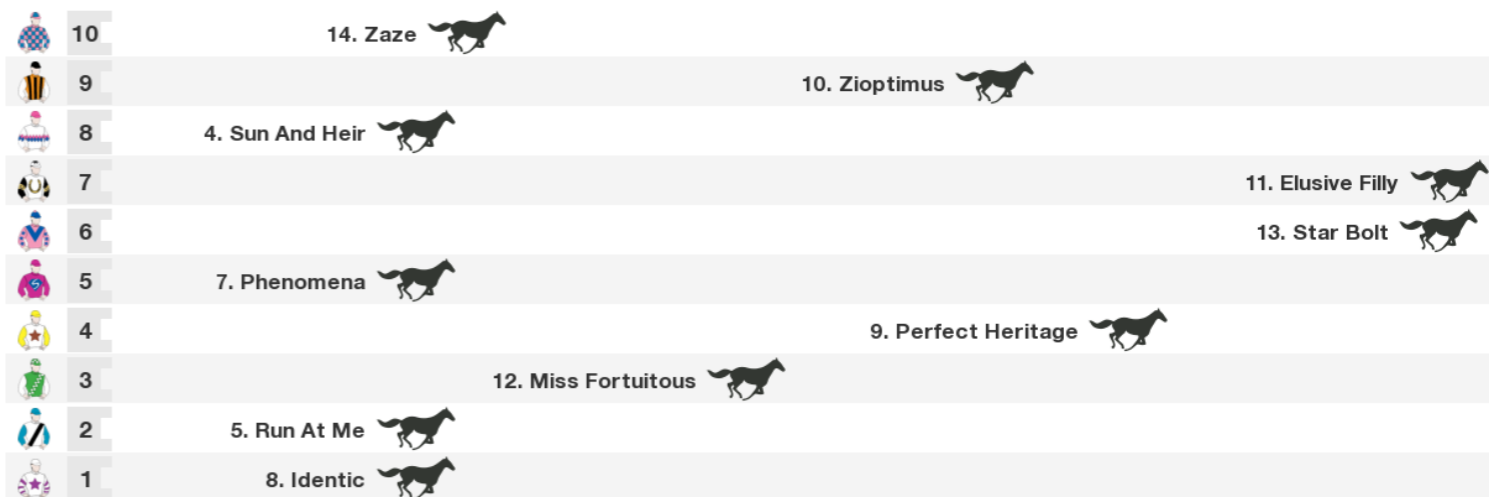 10 14. Zaze
9 10. Zioptimus
8 4. Sun And Heir
7 11. Elusive Filly
6 13. Star Bolt
5 7. Phenomena
4 9. Perfect Heritage
3 12. Miss Fortuitous
2 5. Run At Me
1 8. Identic